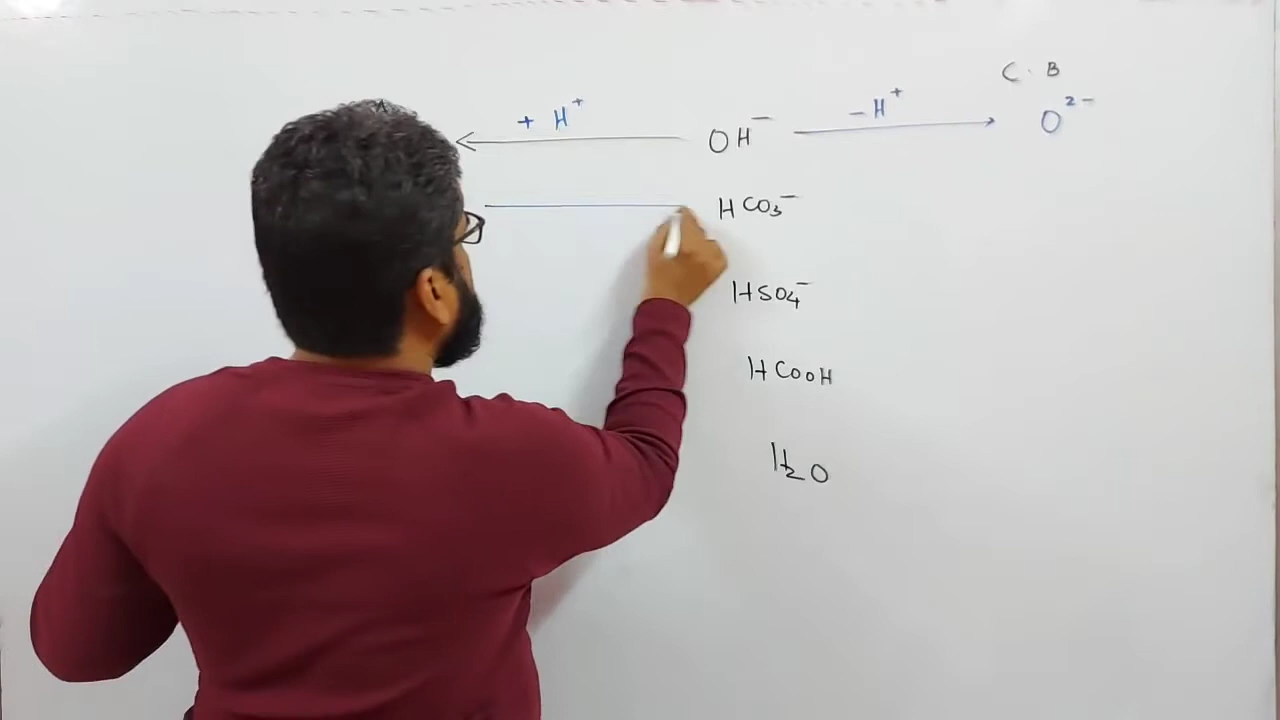 C. B
+ H⁺ OH⁻ -H⁺ O²⁻
HCO₃⁻
HSO₄⁻
HCOOH
H₂O